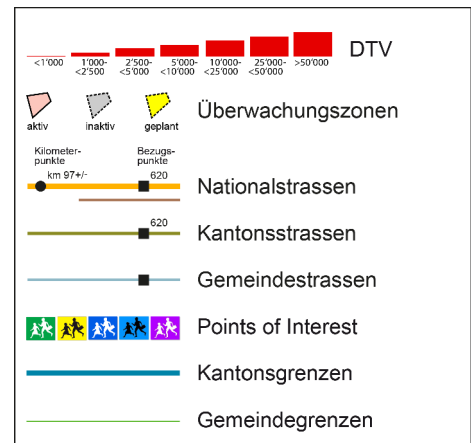 DTV
<1'000 1'000- 2'500- 5'000- 10'000- 25'000- >50'000
<2'500 <5'000 <10'000 <25'000 <50'000
Überwachungszonen
aktiv inaktiv geplant
Kilometer- Bezugs-
punkte punkte
km 97+/- 620
Nationalstrassen
620
Kantonsstrassen
Gemeindestrassen
Points of Interest
Kantonsgrenzen
Gemeindegrenzen